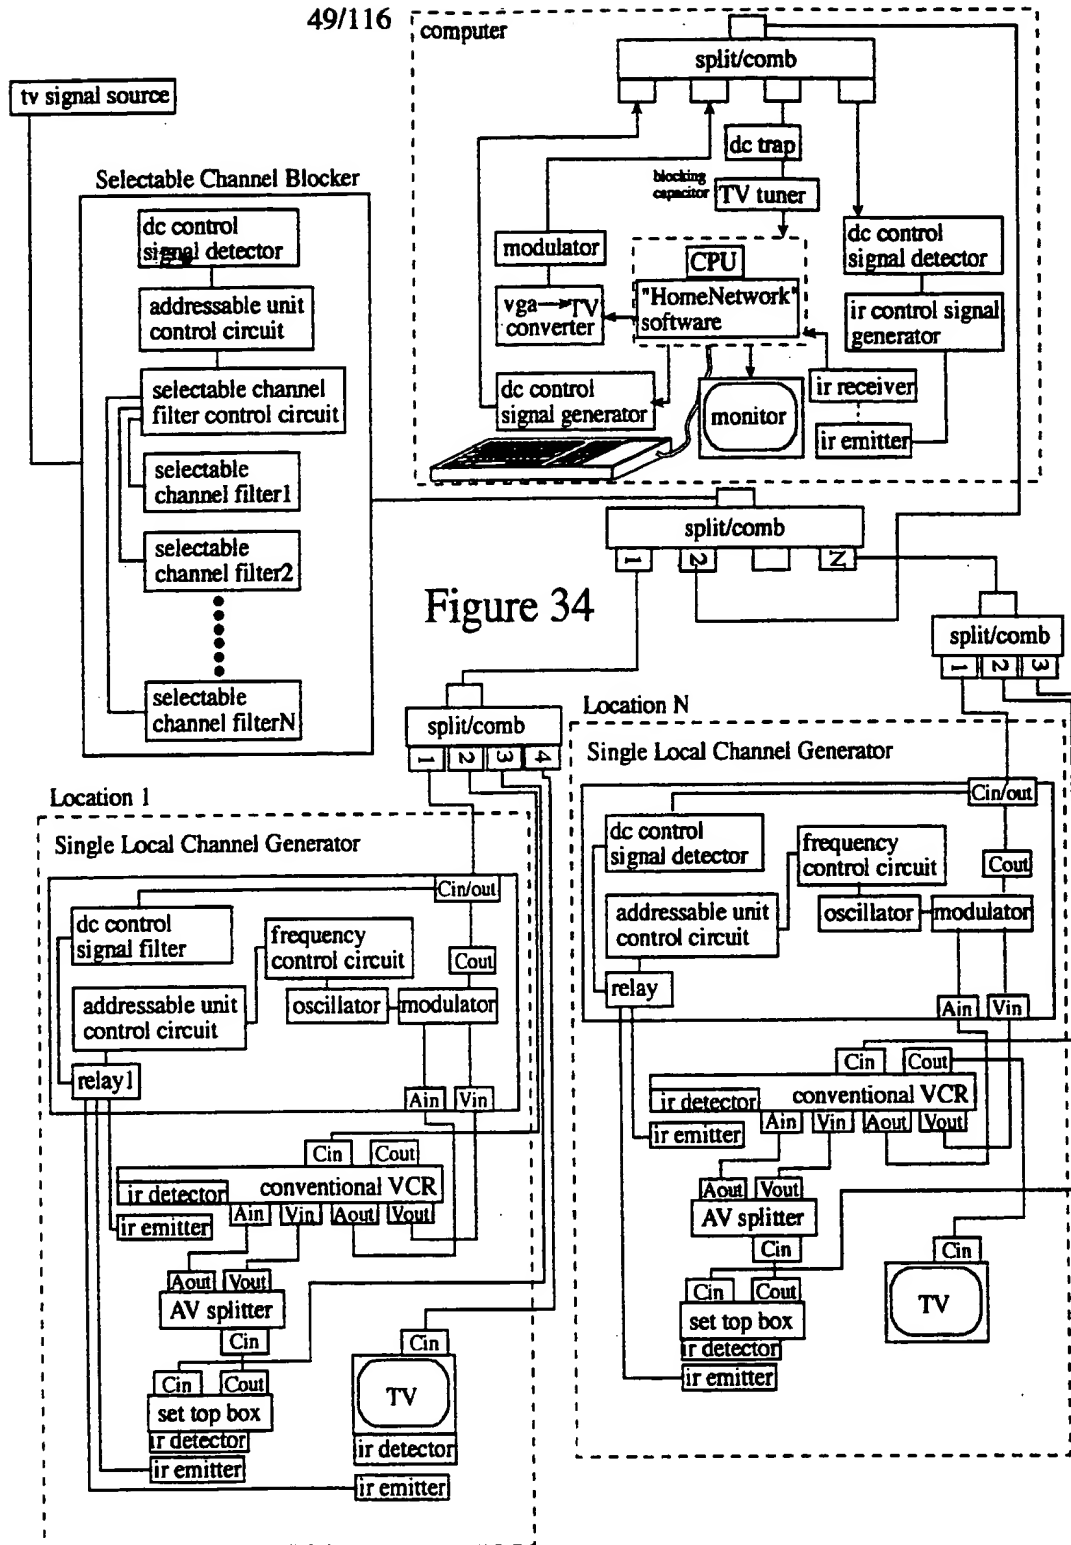 49/116
computer
split/comb
tv signal source
dc trap
blocking
capacitor
TV tuner
Selectable Channel Blocker
dc control
signal detector
modulator
CPU
dc control
signal detector
addressable unit
control circuit
vga→TV
converter
"HomeNetwork"
software
ir control signal
generator
selectable channel
filter control circuit
dc control
signal generator
monitor
ir receiver
ir emitter
selectable
channel filter1
split/comb
1
2
N
selectable
channel filter2
Figure 34
split/comb
1
2
3
selectable
channel filterN
split/comb
1
2
3
4
Location N
Single Local Channel Generator
Cin/out
dc control
signal detector
frequency
control circuit
Cout
addressable unit
control circuit
oscillator
modulator
relay
Ain
Vin
Cin
Cout
conventional VCR
ir detector
Ain
Vin
Aout
Vout
ir emitter
Aout
Vout
AV splitter
Cin
Cin
Cin
Cout
set top box
ir detector
ir emitter
TV
Location 1
Single Local Channel Generator
Cin/out
dc control
signal filter
frequency
control circuit
Cout
addressable unit
control circuit
oscillator
modulator
relay1
Ain
Vin
Cin
Cout
conventional VCR
ir detector
Ain
Vin
Aout
Vout
ir emitter
Aout
Vout
AV splitter
Cin
Cin
Cin
Cout
set top box
ir detector
ir emitter
TV
ir detector
ir emitter